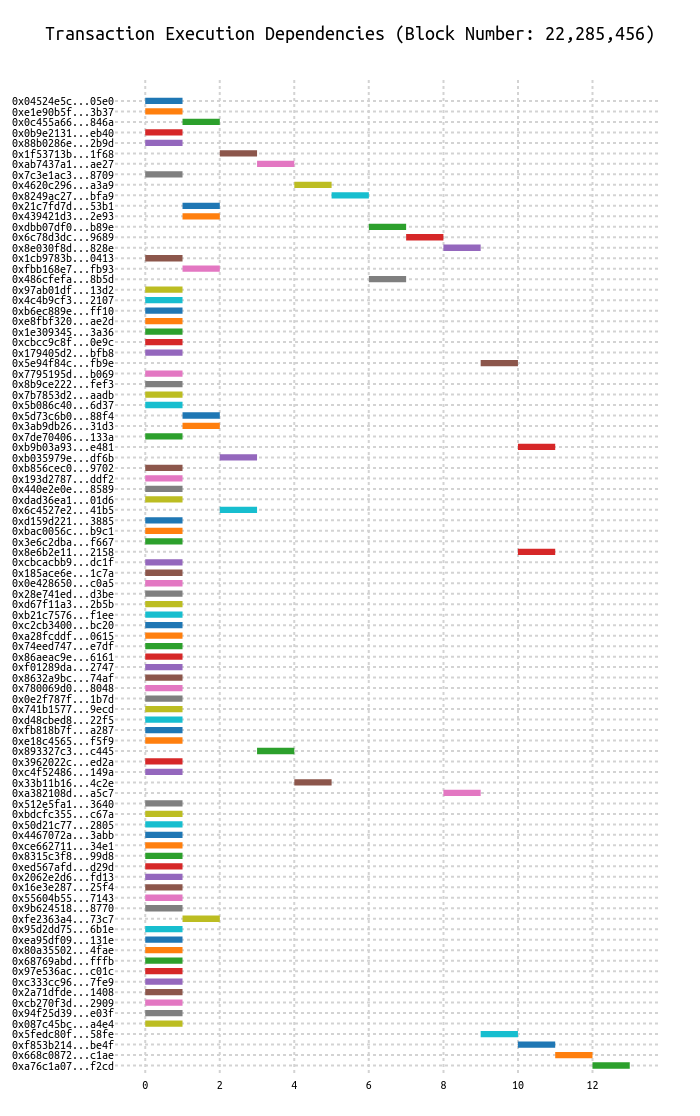 Transaction Execution Dependencies (Block Number: 22,285,456)
0x04524e5c...05e0
0xe1e90b5f...3b37
0x0c455a66...846a
0x0b9e2131...eb40
0x88b0286e...2b9d
0x1f53713b...1f68
0xab7437a1...ae27
0x7c3e1ac3...8709
0x4620c296...a3a9
0x8249ac27...bfa9
0x21c7fd7d...53b1
0x439421d3...2e93
0xdbb07df0...b89e
0x6c78d3dc...9689
0x8e030f8d...828e
0x1cb9783b...0413
0xfbb168e7...fb93
0x486cfefa...8b5d
0x97ab01df...13d2
0x4c4b9cf3...2107
0xb6ec889e...ff10
0xe8fbf320...ae2d
0x1e309345...3a36
0xcbcc9c8f...0e9c
0x179405d2...bfb8
0x5e94f84c...fb9e
0x7795195d...b069
0x8b9ce222...fef3
0x7b7853d2...aadb
0x5b086c40...6d37
0x5d73c6b0...88f4
0x3ab9db26...31d3
0x7de70406...133a
0xb9b03a93...e481
0xb035979e...df6b
0xb856cec0...9702
0x193d2787...ddf2
0x440e2e0e...8589
0xdad36ea1...01d6
0x6c4527e2...41b5
0xd159d221...3885
0xbac0056c...b9c1
0x3e6c2dba...f667
0x8e6b2e11...2158
0xcbcacbb9...dc1f
0x185ace6e...1c7a
0x0e428650...c0a5
0x28e741ed...d3be
0xd67f11a3...2b5b
0xb21c7576...f1ee
0xc2cb3400...bc20
0xa28fcddf...0615
0x74eed747...e7df
0x86aeac9e...6161
0xf01289da...2747
0x8632a9bc...74af
0x780069d0...8048
0x0e2f787f...1b7d
0x741b1577...9ecd
0xd48cbed8...22f5
0xfb818b7f...a287
0xe18c4565...f5f9
0x893327c3...c445
0x3962022c...ed2a
0xc4f52486...149a
0x33b11b16...4c2e
0xa382108d...a5c7
0x512e5fa1...3640
0xbdcfc355...c67a
0x50d21c77...2805
0x4467072a...3abb
0xce662711...34e1
0x8315c3f8...99d8
0xed567afd...d29d
0x2062e2d6...fd13
0x16e3e287...25f4
0x55604b55...7143
0x9b624518...8770
0xfe2363a4...73c7
0x95d2dd75...6b1e
0xea95df09...131e
0x80a35502...4fae
0x68769abd...fffb
0x97e536ac...c01c
0xc333cc96...7fe9
0x2a71dfde...1408
0xcb270f3d...2909
0x94f25d39...e03f
0x087c45bc...a4e4
0x5fedc80f...58fe
0xf853b214...be4f
0x668c0872...c1ae
0xa76c1a07...f2cd
0 2 4 6 8 10 12